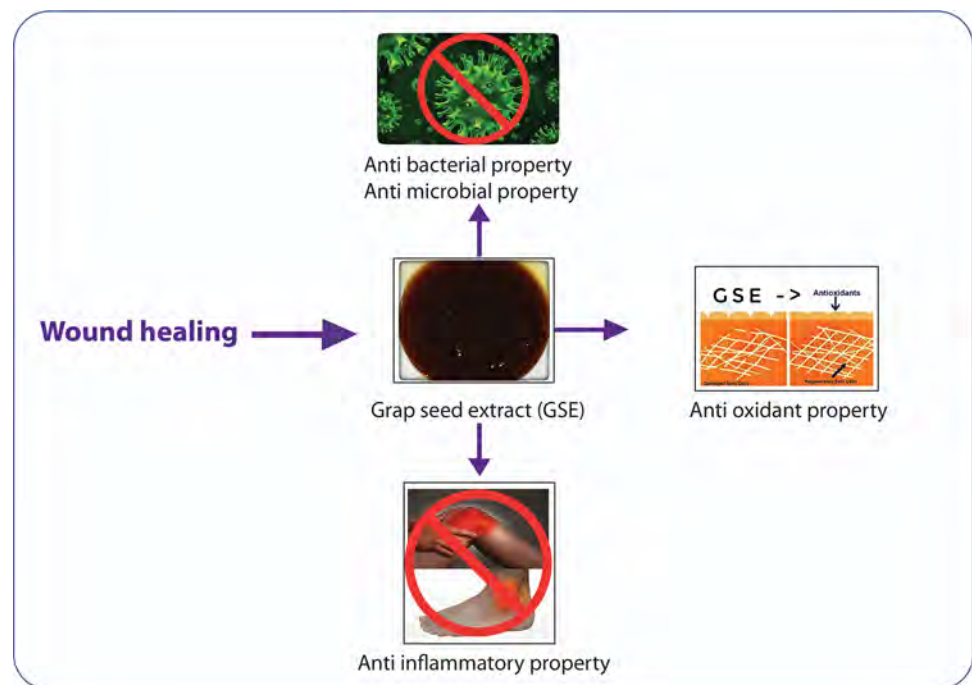 Anti bacterial property
Anti microbial property
Wound healing
GSE -> Antioxidants
Grap seed extract (GSE)
Anti oxidant property
Anti inflammatory property